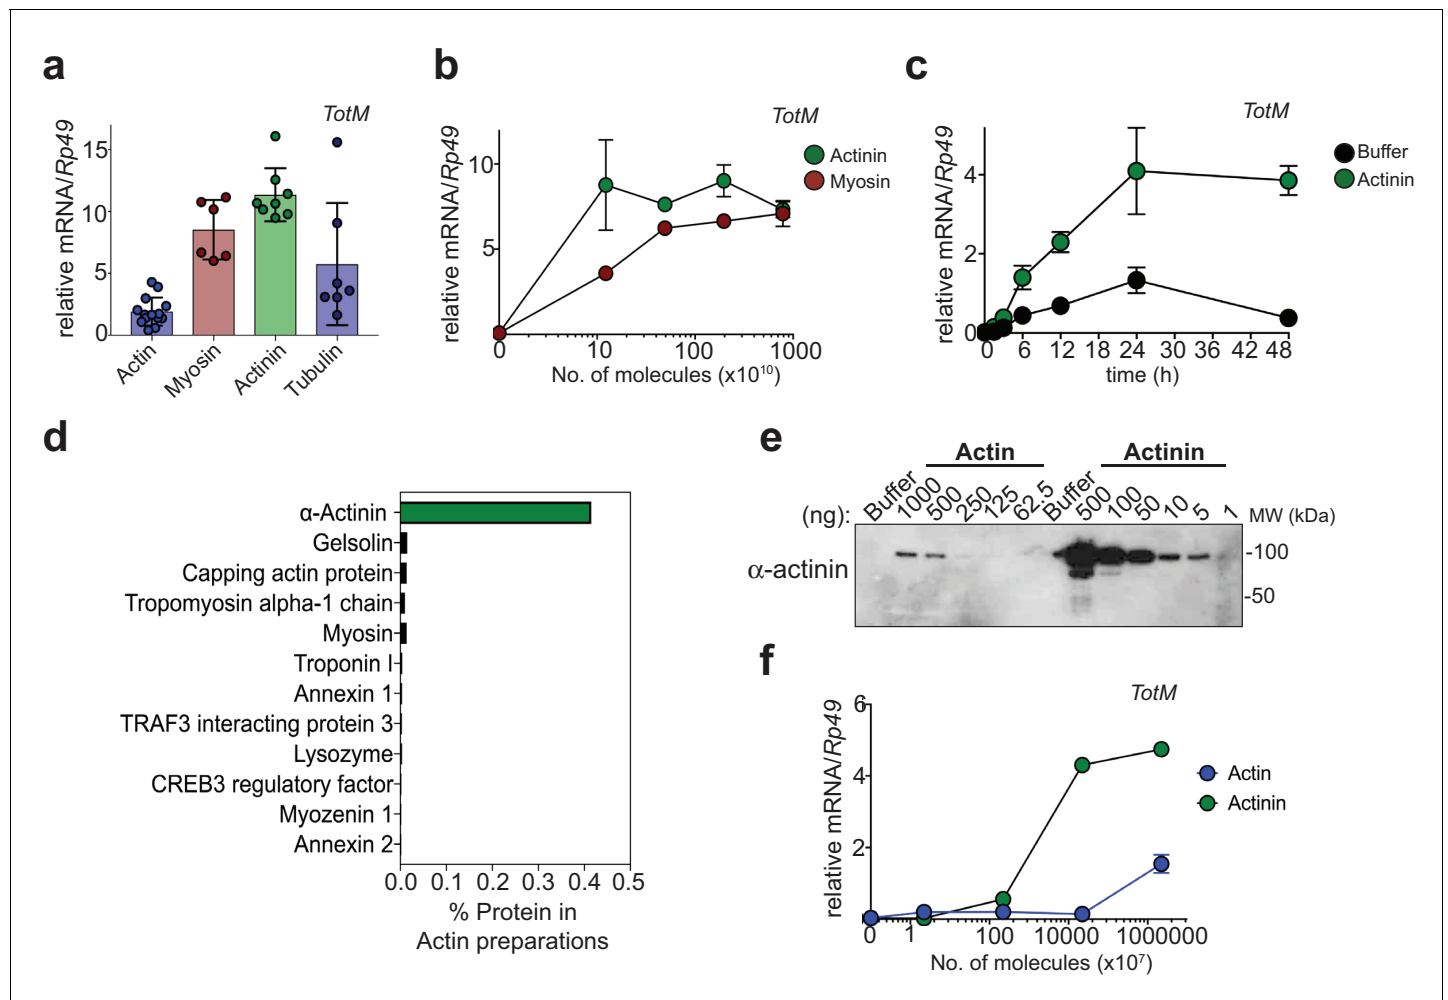 a
TotM
relative mRNA/Rp49
15
10
5
0
Actin
Myosin
Actinin
Tubulin
b
TotM
relative mRNA/Rp49
10
5
0
10
100
1000
No. of molecules (x10¹⁰)
Actinin
Myosin
c
TotM
relative mRNA/Rp49
4
2
0
0 6 12 18 24 30 36 42 48
time (h)
Buffer
Actinin
d
α-Actinin
Gelsolin
Capping actin protein
Tropomyosin alpha-1 chain
Myosin
Troponin I
Annexin 1
TRAF3 interacting protein 3
Lysozyme
CREB3 regulatory factor
Myozenin 1
Annexin 2
0.0 0.1 0.2 0.3 0.4 0.5
% Protein in
Actin preparations
e
Actin
Actinin
(ng): Buffer 1000 500 250 125 62.5 Buffer 500 100 50 10 5 1
MW (kDa)
α-actinin
-100
-50
f
TotM
relative mRNA/Rp49
6
4
2
0 1 100 10000 1000000
No. of molecules (x10⁷)
Actin
Actinin